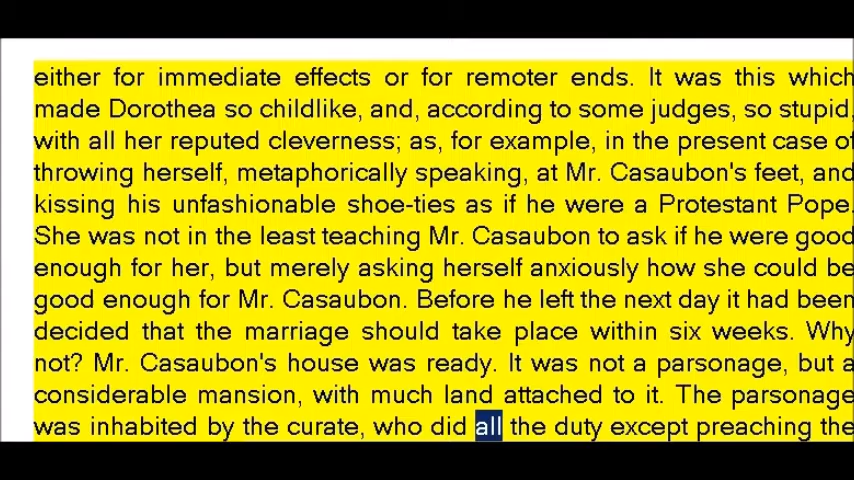 either for immediate effects or for remoter ends. It was this which
made Dorothea so childlike, and, according to some judges, so stupid,
with all her reputed cleverness; as, for example, in the present case of
throwing herself, metaphorically speaking, at Mr. Casaubon's feet, and
kissing his unfashionable shoe-ties as if he were a Protestant Pope.
She was not in the least teaching Mr. Casaubon to ask if he were good
enough for her, but merely asking herself anxiously how she could be
good enough for Mr. Casaubon. Before he left the next day it had been
decided that the marriage should take place within six weeks. Why
not? Mr. Casaubon's house was ready. It was not a parsonage, but a
considerable mansion, with much land attached to it. The parsonage
was inhabited by the curate, who did all the duty except preaching the